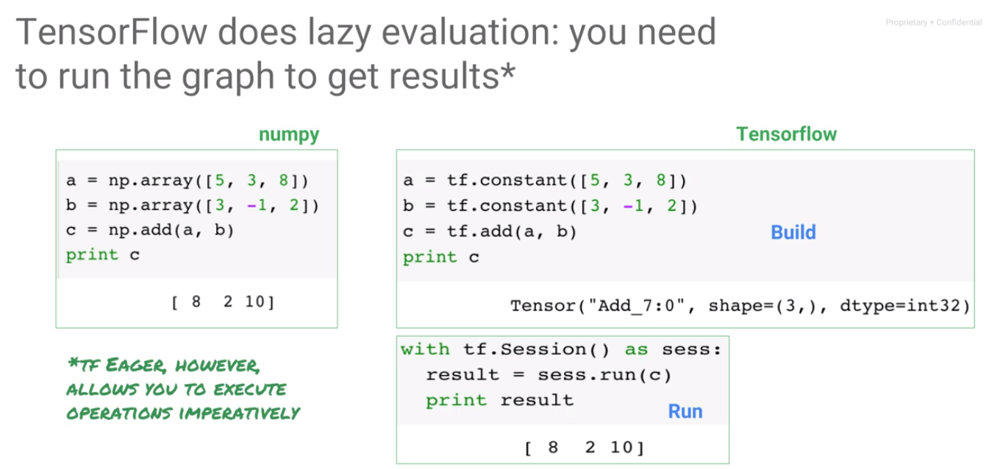 TensorFlow does lazy evaluation: you need
to run the graph to get results*
Proprietary + Confidential
numpy
a = np.array([5, 3, 8])
b = np.array([3, -1, 2])
c = np.add(a, b)
print c
[ 8  2 10]
*TF EAGER, HOWEVER,
ALLOWS YOU TO EXECUTE
OPERATIONS IMPERATIVELY
Tensorflow
a = tf.constant([5, 3, 8])
b = tf.constant([3, -1, 2])
c = tf.add(a, b)
Build
print c
Tensor("Add_7:0", shape=(3,), dtype=int32)
with tf.Session() as sess:
  result = sess.run(c)
  print result
Run
[ 8  2 10]